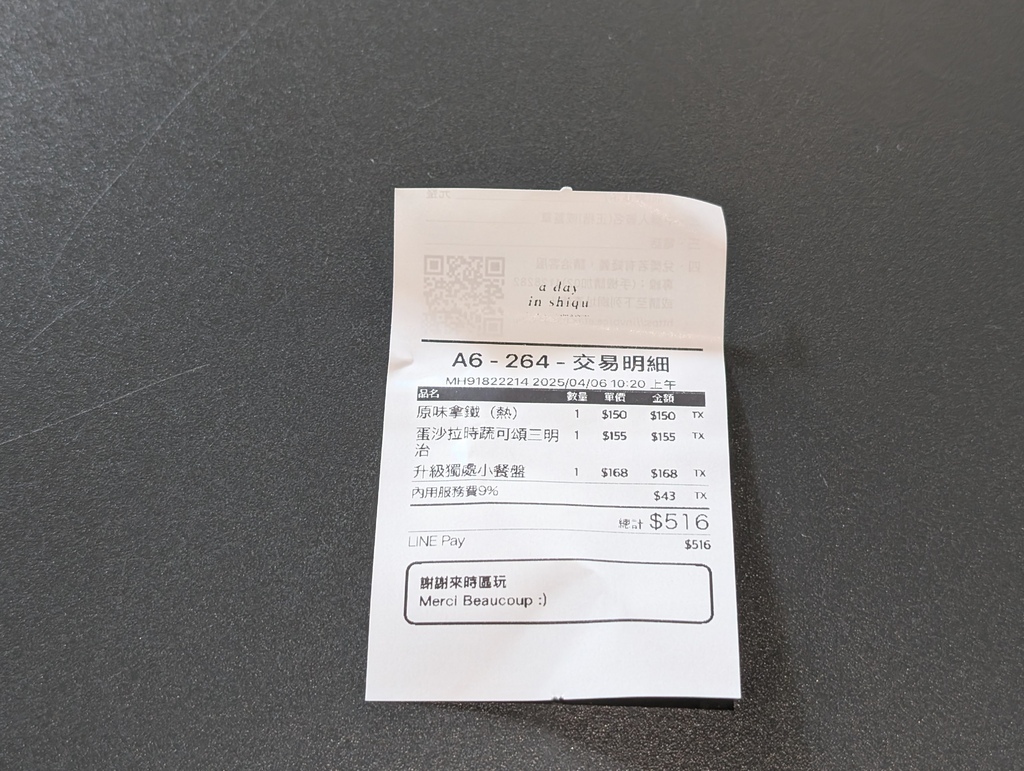 a day
in shiqu
A6 - 264 - 交易明細
MH91822214 2025/04/06 10:20 上午
品名 數量 單價 金額
原味拿鐵（熱） 1 $150 $150 TX
蛋沙拉時蔬可頌三明 1 $155 $155 TX
治
升級獨處小餐盤 1 $168 $168 TX
內用服務費9% $43 TX
總計 $516
LINE Pay $516
謝謝來時區玩
Merci Beaucoup :)